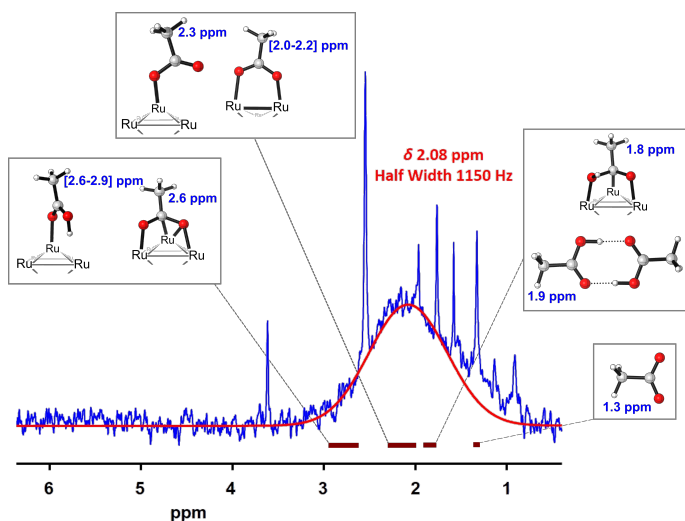 2.3 ppm
[2.0-2.2] ppm
Ru
Ru
Ru
Ru
Ru
Ru
δ 2.08 ppm
Half Width 1150 Hz
1.8 ppm
Ru
Ru
Ru
1.9 ppm
[2.6-2.9] ppm
2.6 ppm
Ru
Ru
Ru
Ru
Ru
Ru
1.3 ppm
6
5
4
3
2
1
ppm